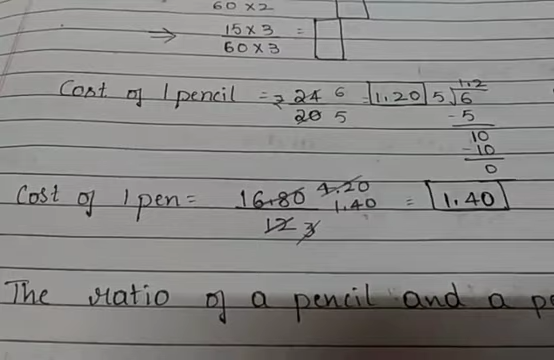 60×2
⇒ 15×3 / 60×3 =
Cost of 1 pencil = 24 6 / 20 5 = 1.20 5√6 1.2
-5
10
-10
0
Cost of 1 pen = 16.80 4.20 1.40 / 12 3 = 1.40
The ratio of a pencil and a